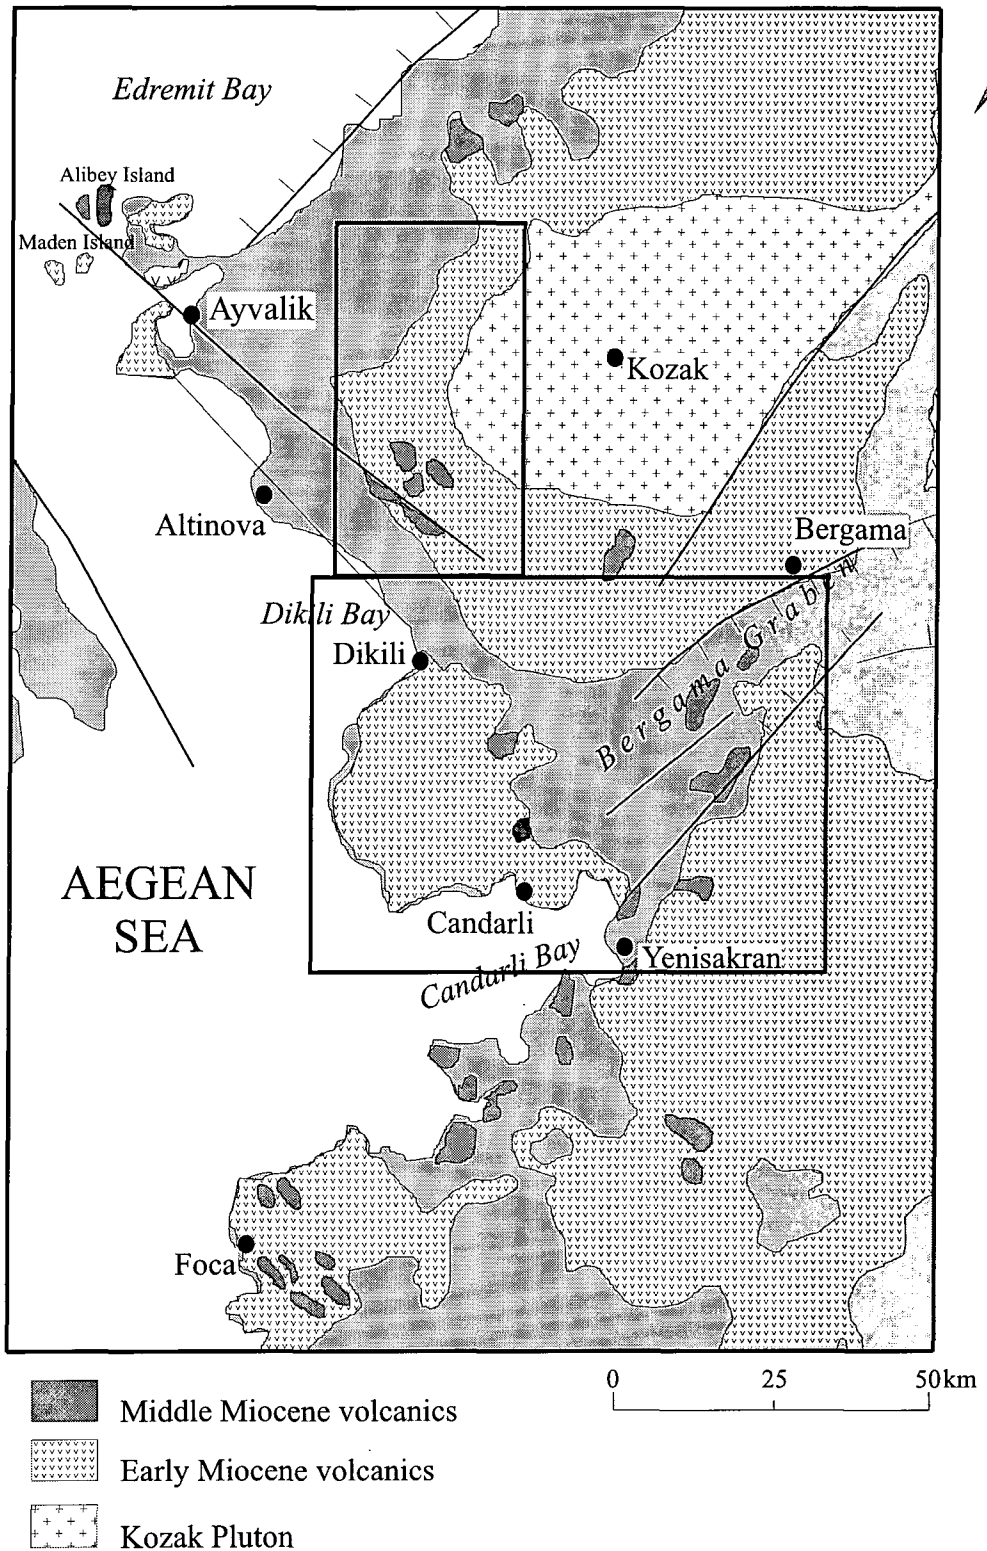 Edremit Bay
Alibey Island
Maden Island
Ayvalik
Kozak
Altinova
Bergama
Dikili Bay
Dikili
Bergama Graben
AEGEAN
SEA
Candarli
Yenisakran
Candarli Bay
Foca
0 25 50km
Middle Miocene volcanics
Early Miocene volcanics
Kozak Pluton